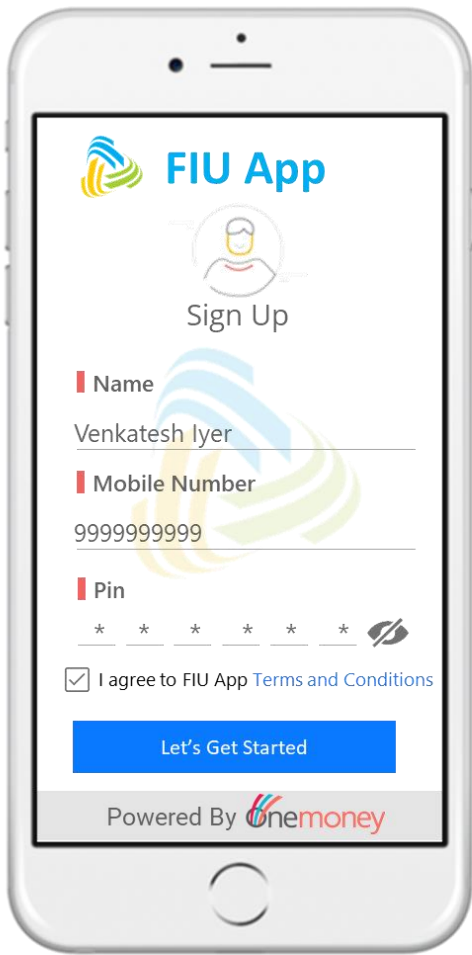 FIU App
Sign Up
Name
Venkatesh Iyer
Mobile Number
9999999999
Pin
* * * * * *
I agree to FIU App Terms and Conditions
Let's Get Started
Powered By Onemoney